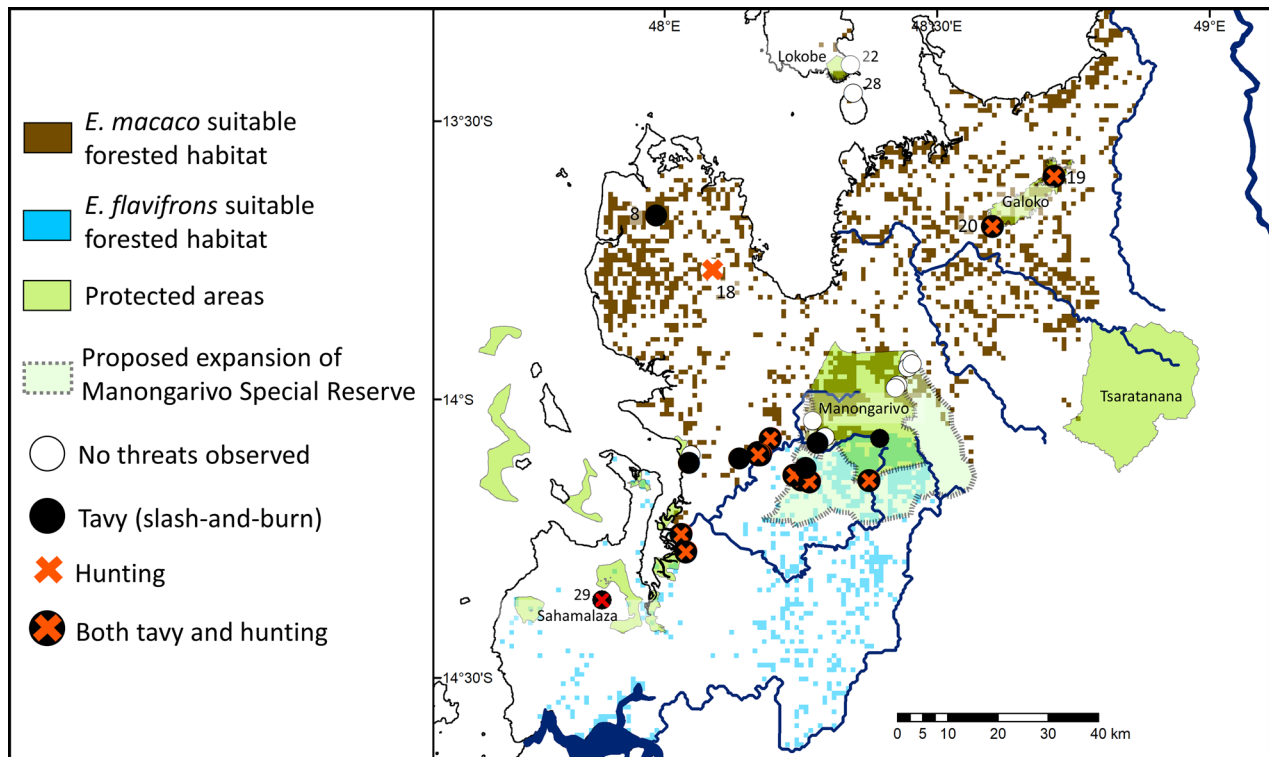 E. macaco suitable
forested habitat
E. flavifrons suitable
forested habitat
Protected areas
Proposed expansion of
Manongarivo Special Reserve
No threats observed
Tavy (slash-and-burn)
Hunting
Both tavy and hunting
48°E
48°30'E
49°E
13°30'S
14°S
14°30'S
Lokobe
22
28
19
Galoko
20
8
18
Manongarivo
Tsaratanana
29
Sahamalaza
0 5 10 20 30 40 km